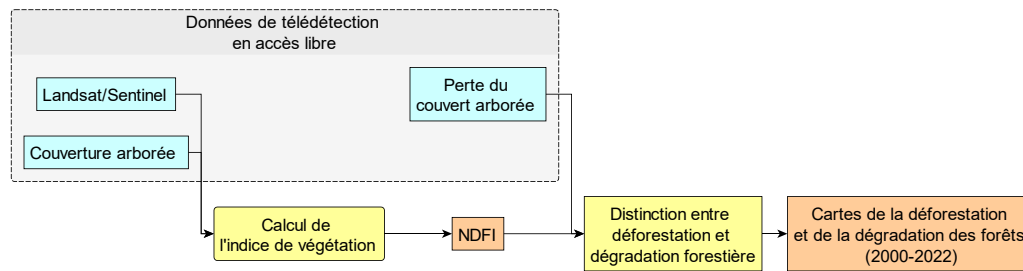 Données de télédétection
en accès libre
Landsat/Sentinel
Perte du
couvert arborée
Couverture arborée
Calcul de
l'indice de végétation
NDFI
Distinction entre
déforestation et
dégradation forestière
Cartes de la déforestation
et de la dégradation des forêts
(2000-2022)